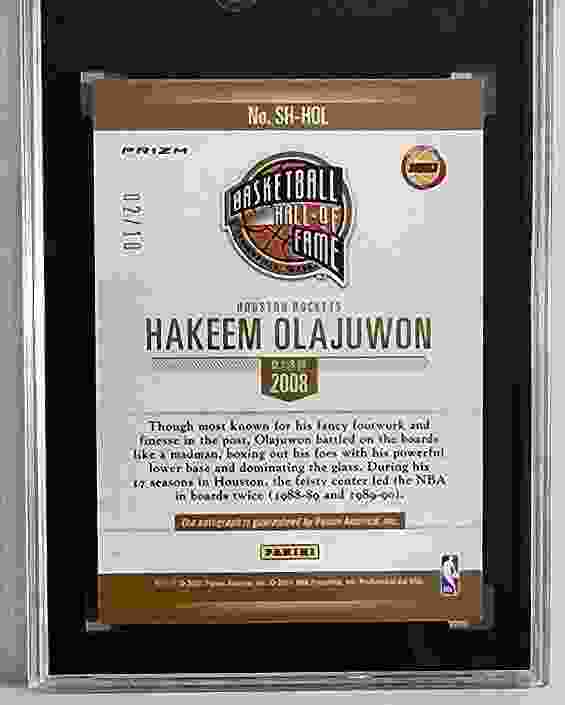 No. SH-HOL
PRIZM
02/10
BASKETBALL
HALL OF
FAME
HOUSTON ROCKETS
HAKEEM OLAJUWON
CLASS OF
2008
Though most known for his fancy footwork and
finesse in the post, Olajuwon battled on the boards
like a madman, boxing out his foes with his powerful
lower base and dominating the glass. During his
17 seasons in Houston, the feisty center led the NBA
in boards twice (1988-89 and 1989-90).
The autograph is guaranteed by Panini America, Inc.
PANINI